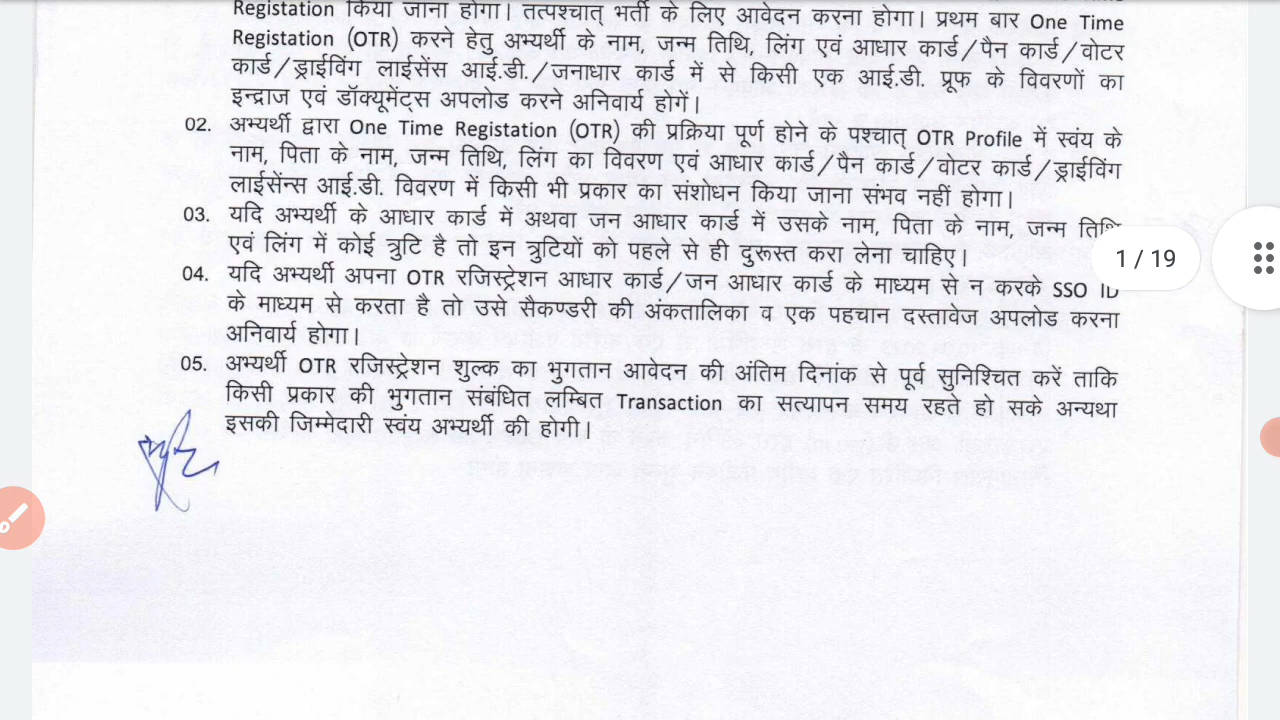 Registation किया जाना होगा। तत्पश्चात् भर्ती के लिए आवेदन करना होगा। प्रथम बार One Time
Registation (OTR) करने हेतु अभ्यर्थी के नाम, जन्म तिथि, लिंग एवं आधार कार्ड/पैन कार्ड/वोटर
कार्ड/ड्राईविंग लाईसेंस आई.डी./जनाधार कार्ड में से किसी एक आई.डी. प्रूफ के विवरणों का
इन्द्राज एवं डॉक्यूमेंट्स अपलोड करने अनिवार्य होगें।
02. अभ्यर्थी द्वारा One Time Registation (OTR) की प्रक्रिया पूर्ण होने के पश्चात् OTR Profile में स्वंय के
नाम, पिता के नाम, जन्म तिथि, लिंग का विवरण एवं आधार कार्ड/पैन कार्ड/वोटर कार्ड/ड्राईविंग
लाईसेंन्स आई.डी. विवरण में किसी भी प्रकार का संशोधन किया जाना संभव नहीं होगा।
03. यदि अभ्यर्थी के आधार कार्ड में अथवा जन आधार कार्ड में उसके नाम, पिता के नाम, जन्म तिथि
एवं लिंग में कोई त्रुटि है तो इन त्रुटियों को पहले से ही दुरूस्त करा लेना चाहिए।
1 / 19
04. यदि अभ्यर्थी अपना OTR रजिस्ट्रेशन आधार कार्ड/जन आधार कार्ड के माध्यम से न करके SSO ID
के माध्यम से करता है तो उसे सैकण्डरी की अंकतालिका व एक पहचान दस्तावेज अपलोड करना
अनिवार्य होगा।
05. अभ्यर्थी OTR रजिस्ट्रेशन शुल्क का भुगतान आवेदन की अंतिम दिनांक से पूर्व सुनिश्चित करें ताकि
किसी प्रकार की भुगतान संबंधित लम्बित Transaction का सत्यापन समय रहते हो सके अन्यथा
इसकी जिम्मेदारी स्वंय अभ्यर्थी की होगी।